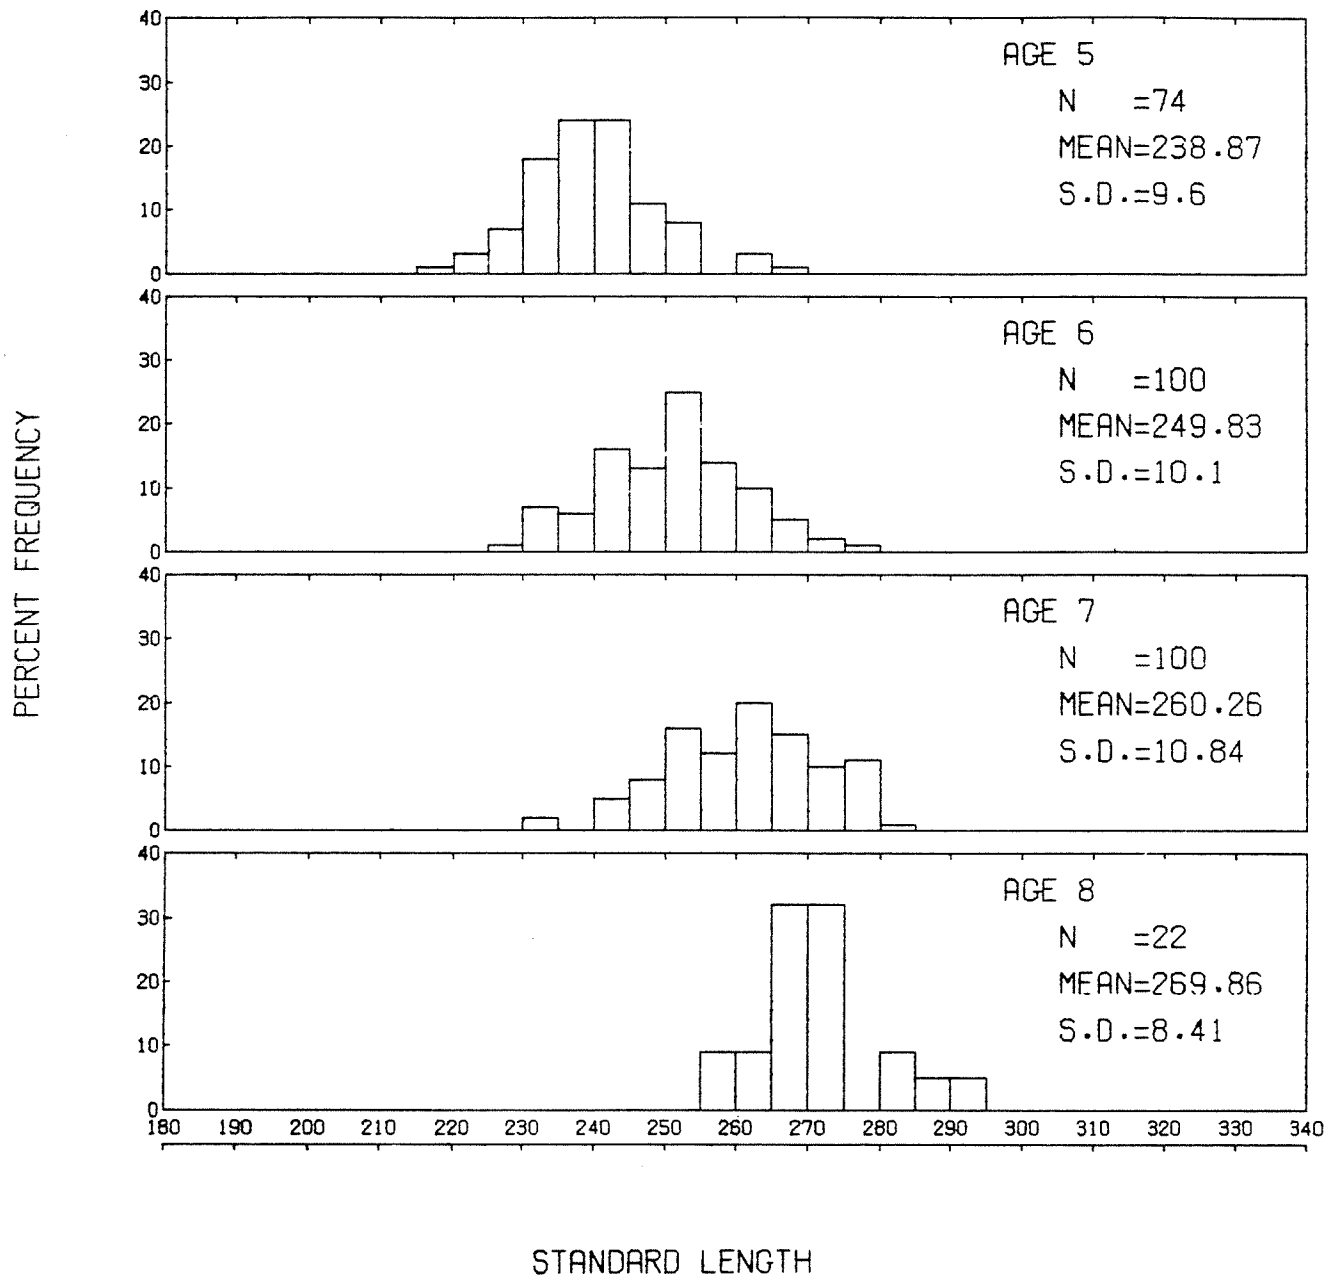 PERCENT FREQUENCY
40
30
20
10
0
AGE 5
N =74
MEAN=238.87
S.D.=9.6
40
30
20
10
0
AGE 6
N =100
MEAN=249.83
S.D.=10.1
40
30
20
10
0
AGE 7
N =100
MEAN=260.26
S.D.=10.84
40
30
20
10
0
AGE 8
N =22
MEAN=269.86
S.D.=8.41
180 190 200 210 220 230 240 250 260 270 280 290 300 310 320 330 340
STANDARD LENGTH